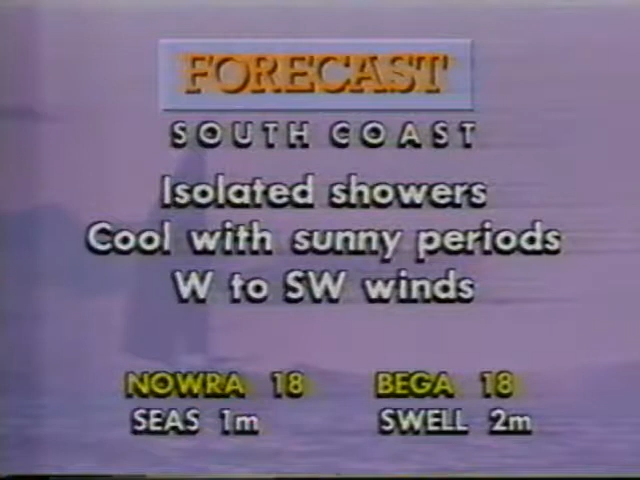 FORECAST
SOUTH COAST
Isolated showers
Cool with sunny periods
W to SW winds
NOWRA 18 BEGA 18
SEAS 1m SWELL 2m